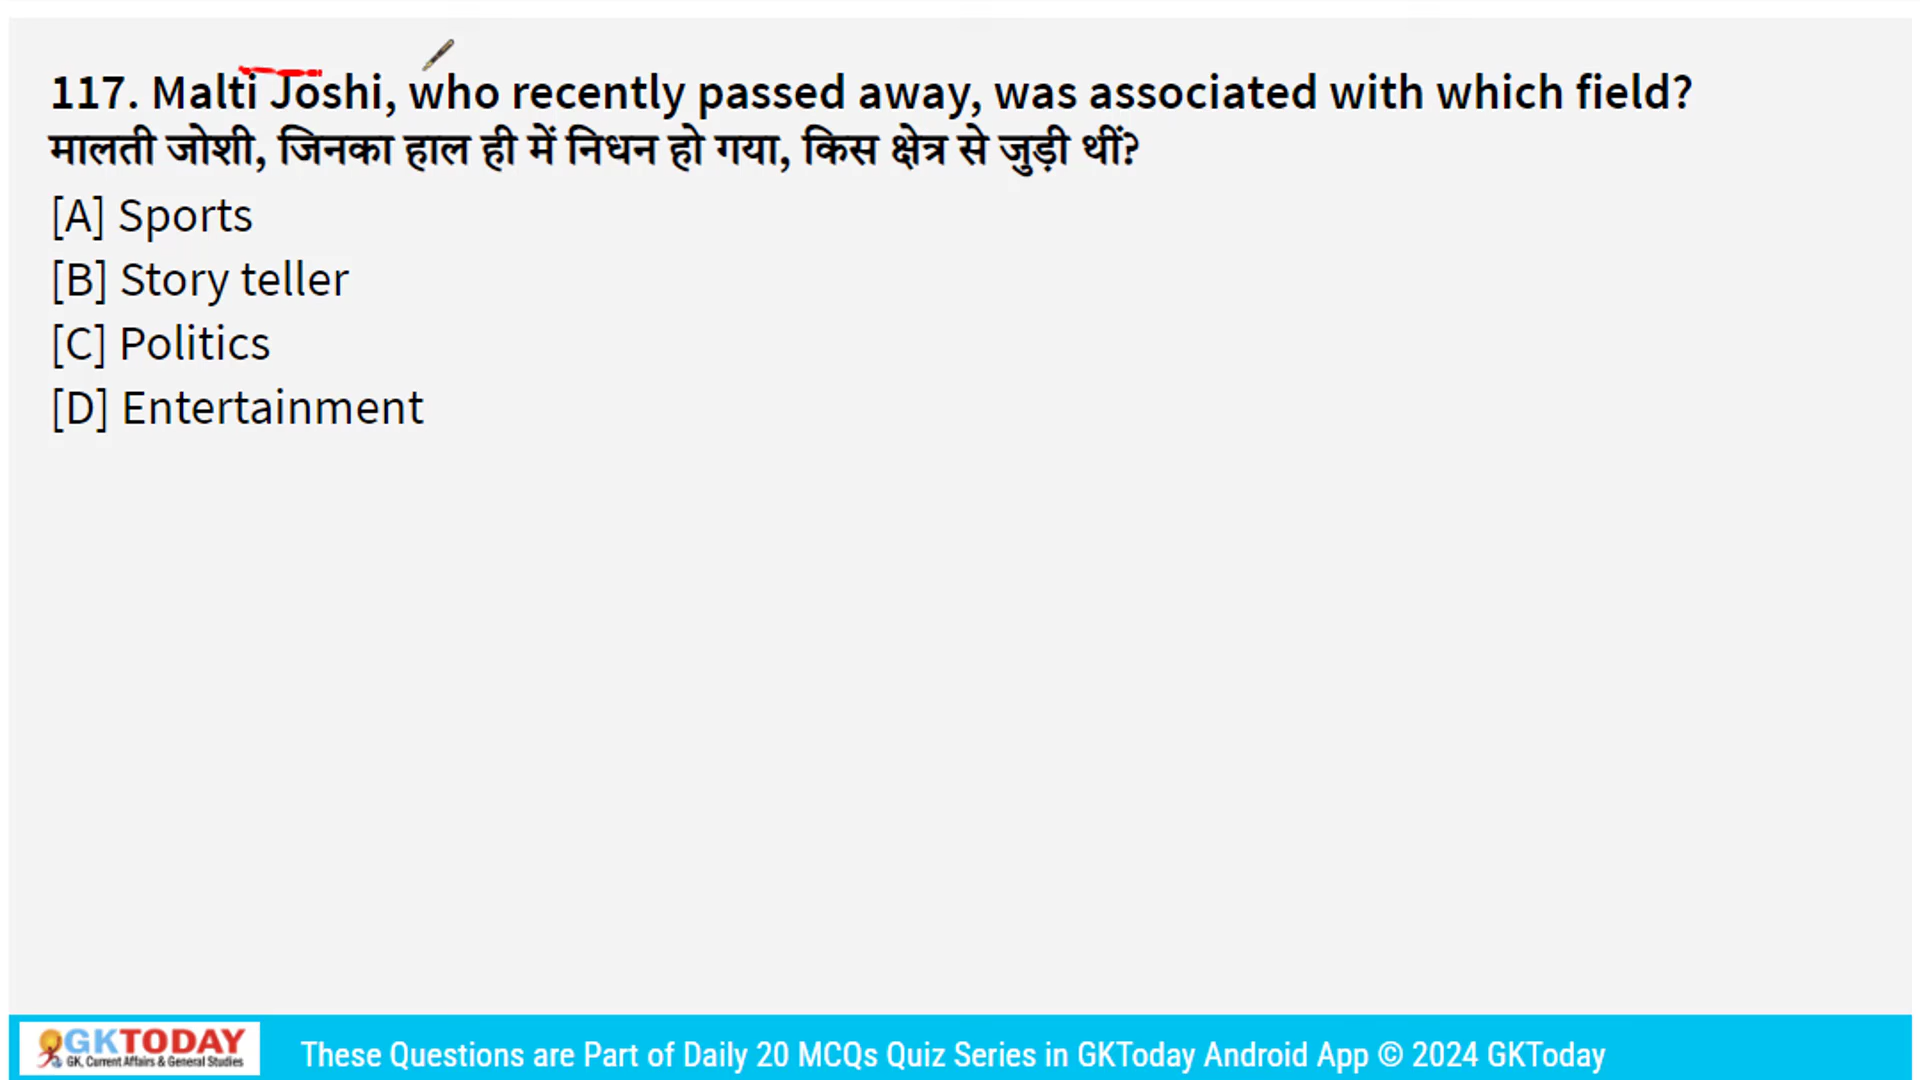 117. Malti Joshi, who recently passed away, was associated with which field?
मालती जोशी, जिनका हाल ही में निधन हो गया, किस क्षेत्र से जुड़ी थीं?
[A] Sports
[B] Story teller
[C] Politics
[D] Entertainment
GKTODAY
GK, Current Affairs & General Studies
These Questions are Part of Daily 20 MCQs Quiz Series in GKToday Android App © 2024 GKToday